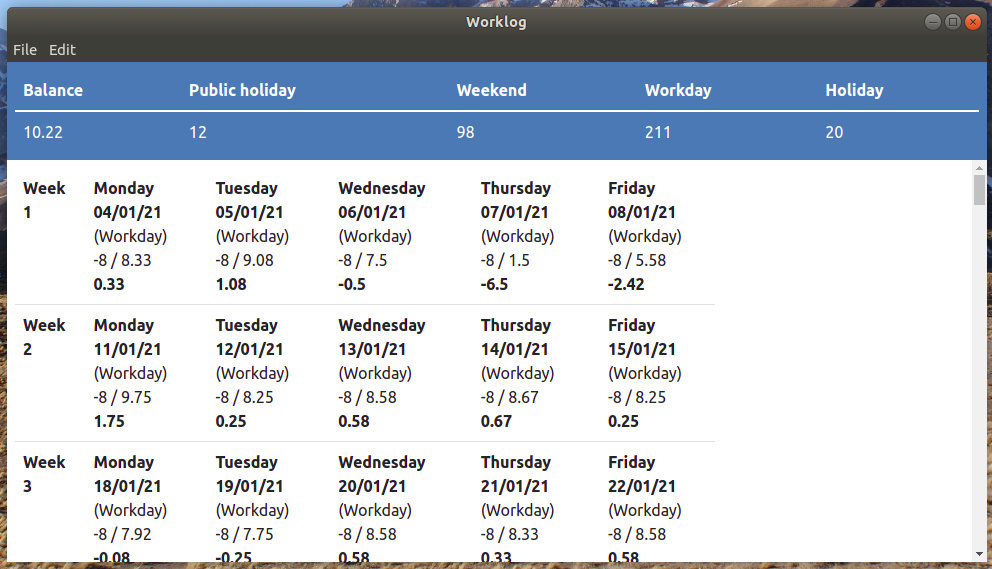 Worklog
File Edit
Balance Public holiday Weekend Workday Holiday
10.22 12 98 211 20
Week Monday Tuesday Wednesday Thursday Friday
1 04/01/21 05/01/21 06/01/21 07/01/21 08/01/21
(Workday) (Workday) (Workday) (Workday) (Workday)
-8 / 8.33 -8 / 9.08 -8 / 7.5 -8 / 1.5 -8 / 5.58
0.33 1.08 -0.5 -6.5 -2.42
Week Monday Tuesday Wednesday Thursday Friday
2 11/01/21 12/01/21 13/01/21 14/01/21 15/01/21
(Workday) (Workday) (Workday) (Workday) (Workday)
-8 / 9.75 -8 / 8.25 -8 / 8.58 -8 / 8.67 -8 / 8.25
1.75 0.25 0.58 0.67 0.25
Week Monday Tuesday Wednesday Thursday Friday
3 18/01/21 19/01/21 20/01/21 21/01/21 22/01/21
(Workday) (Workday) (Workday) (Workday) (Workday)
-8 / 7.92 -8 / 7.75 -8 / 8.58 -8 / 8.33 -8 / 8.58
-0.08 -0.25 0.58 0.33 0.58